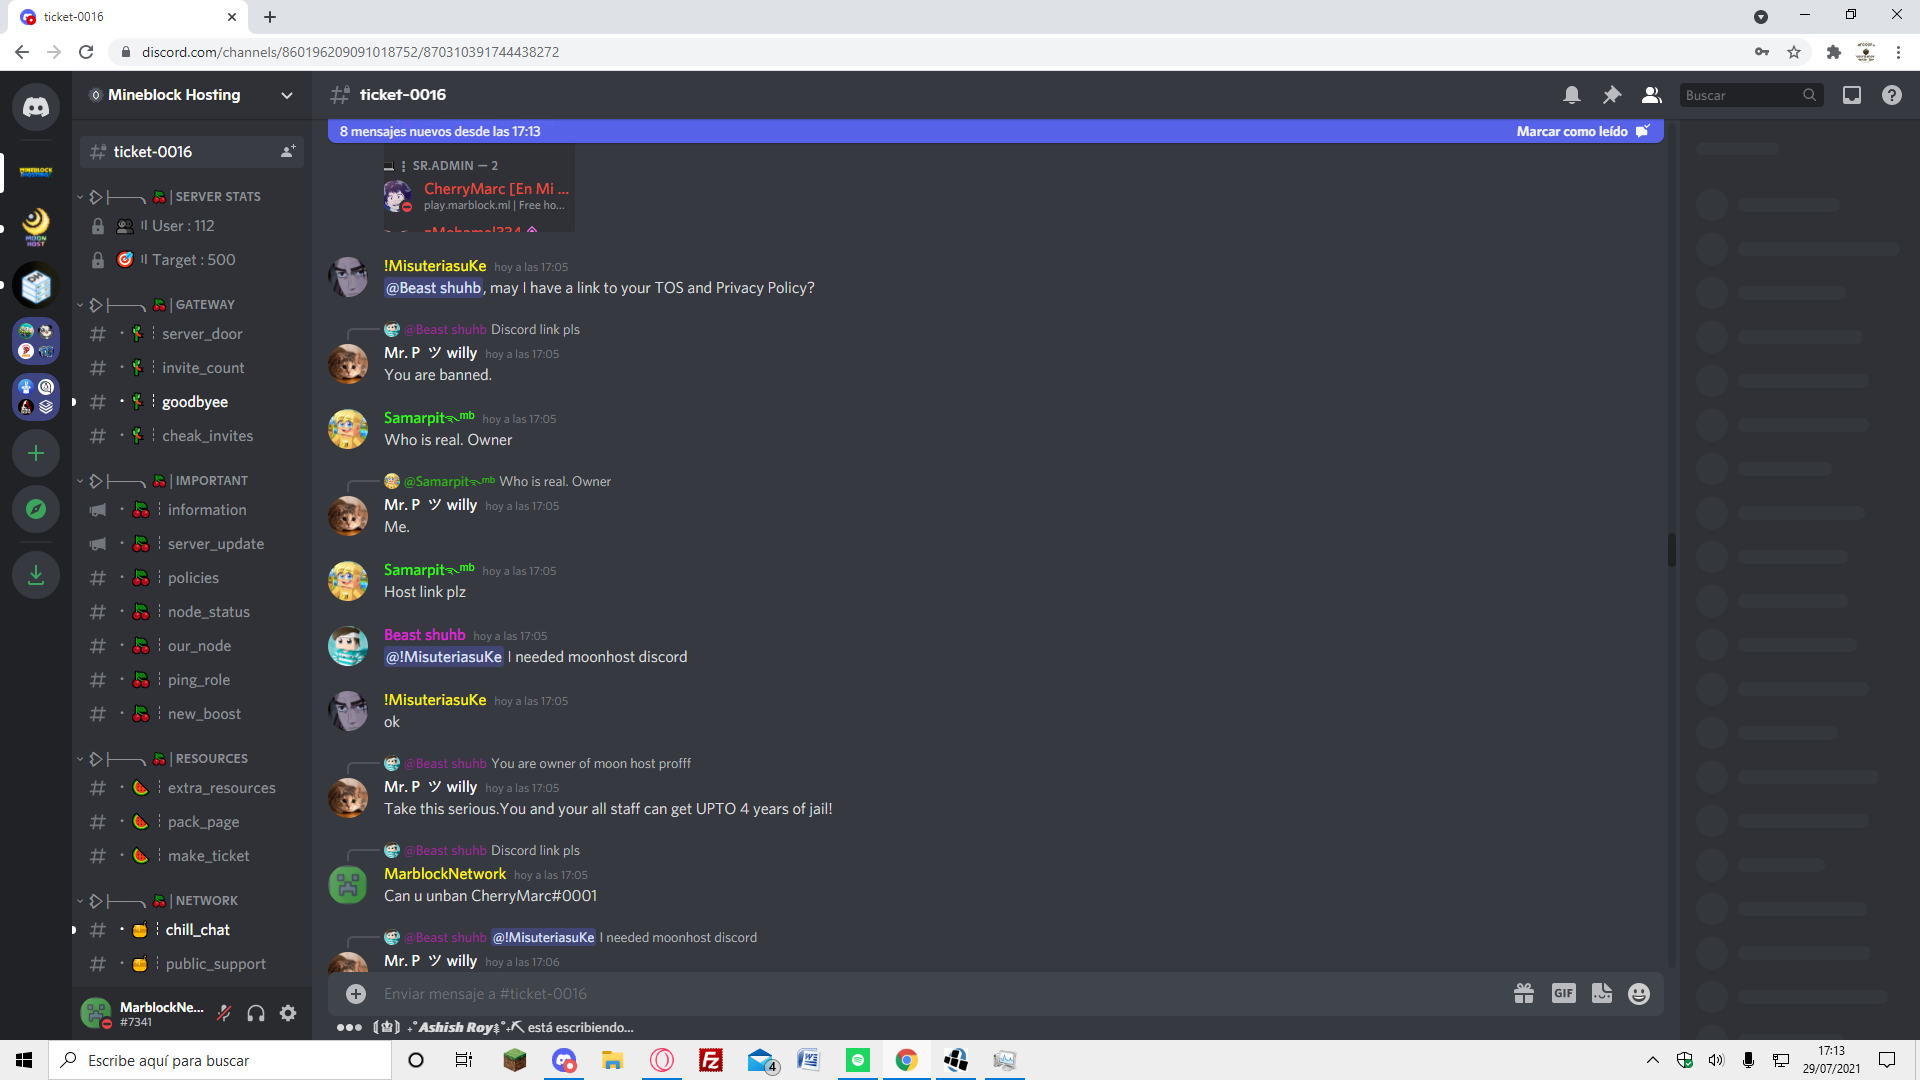 ticket-0016
discord.com/channels/860196209091018752/870310391744438272
Mineblock Hosting
ticket-0016
Buscar
8 mensajes nuevos desde las 17:13
Marcar como leído
ticket-0016
SERVER STATS
User : 112
Target : 500
GATEWAY
server_door
invite_count
goodbyee
cheak_invites
IMPORTANT
information
server_update
policies
node_status
our_node
ping_role
new_boost
RESOURCES
extra_resources
pack_page
make_ticket
NETWORK
chill_chat
public_support
MarblockNe...
#7341
SR.ADMIN — 2
CherryMarc [En Mi ...
play.marblock.ml | Free ho...
!MisuteriasuKe hoy a las 17:05
@Beast shuhb, may I have a link to your TOS and Privacy Policy?
@Beast shuhb Discord link pls
Mr. P ツ willy hoy a las 17:05
You are banned.
Samarpit mb hoy a las 17:05
Who is real. Owner
@Samarpit mb Who is real. Owner
Mr. P ツ willy hoy a las 17:05
Me.
Samarpit mb hoy a las 17:05
Host link plz
Beast shuhb hoy a las 17:05
@!MisuteriasuKe I needed moonhost discord
!MisuteriasuKe hoy a las 17:05
ok
@Beast shuhb You are owner of moon host profff
Mr. P ツ willy hoy a las 17:05
Take this serious.You and your all staff can get UPTO 4 years of jail!
@Beast shuhb Discord link pls
MarblockNetwork hoy a las 17:05
Can u unban CherryMarc#0001
@Beast shuhb @!MisuteriasuKe I needed moonhost discord
Mr. P ツ willy hoy a las 17:06
Enviar mensaje a #ticket-0016
GIF
Ashish Roy está escribiendo...
MINEBLOCK HOSTING
MOON HOST
Escribe aquí para buscar
4
17:13
29/07/2021